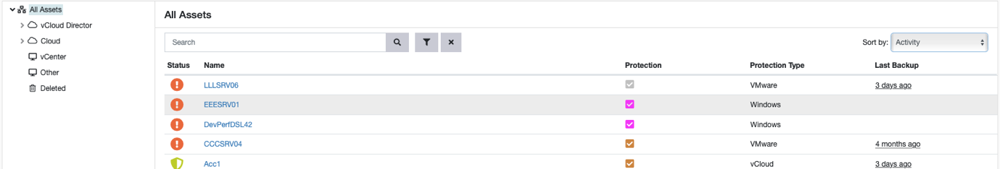 All Assets
vCloud Director
Cloud
vCenter
Other
Deleted
All Assets
Search
Sort by: Activity
Status Name Protection Protection Type Last Backup
LLLSRV06 VMware 3 days ago
EEESRV01 Windows
DevPerfDSL42 Windows
CCCSRV04 VMware 4 months ago
Acc1 vCloud 3 days ago